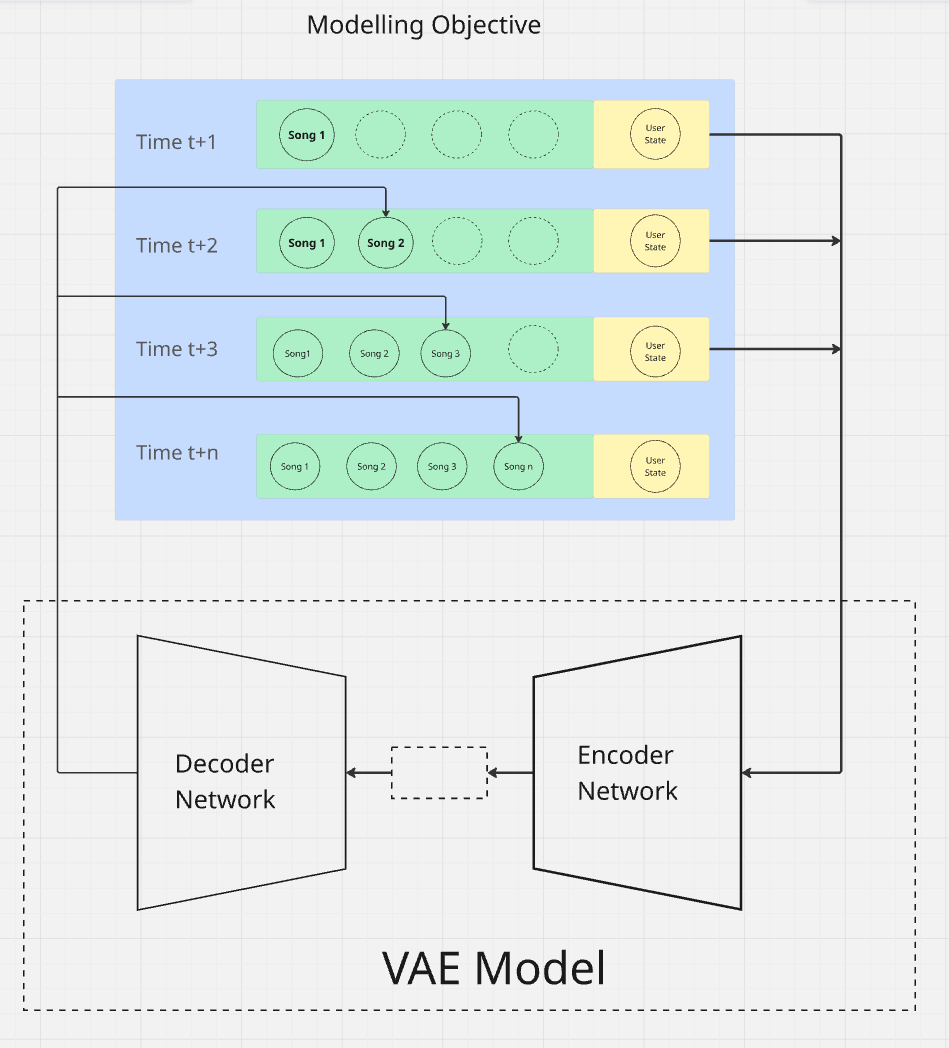 Modelling Objective
Time t+1
Song 1
User
State
Time t+2
Song 1
Song 2
User
State
Time t+3
Song1
Song 2
Song 3
User
State
Time t+n
Song 1
Song 2
Song 3
Song n
User
State
Decoder
Network
Encoder
Network
VAE Model